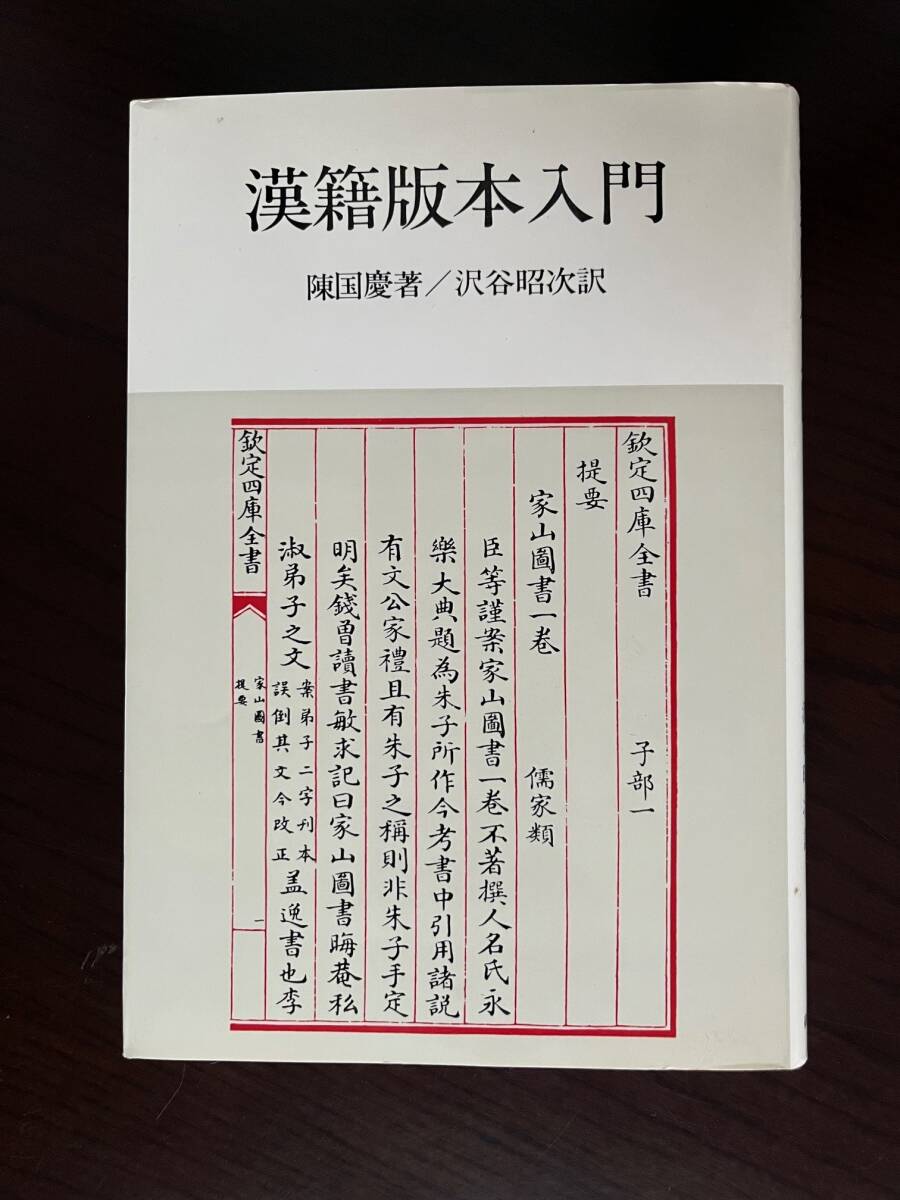 漢籍版本入門
陳国慶著／沢谷昭次訳
欽定四庫全書 子部一
提要
家山圖書一卷 儒家類
臣等謹案家山圖書一卷不著撰人名氏永
樂大典題為朱子所作今考書中引用諸説
有文公家禮且有朱子之稱則非朱子手定
明矣錢曽讀書敏求記曰家山圖書晦菴私
淑弟子之文案弟子二字刊本誤倒其文今改正盖逸書也李
欽定四庫全書
家山圖書
提要
一